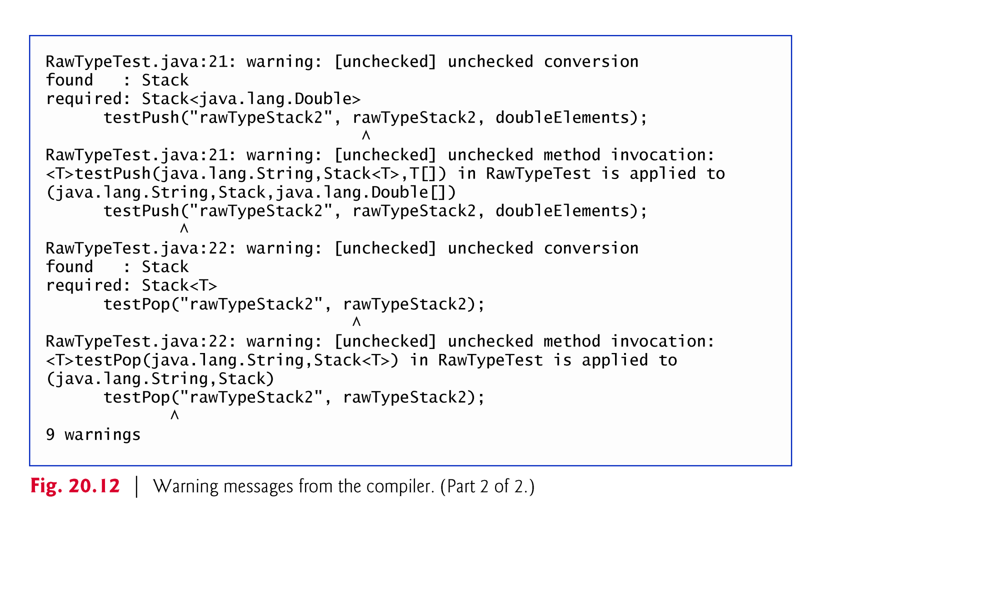 RawTypeTest.java:21: warning: [unchecked] unchecked conversion
found   : Stack
required: Stack<java.lang.Double>
      testPush("rawTypeStack2", rawTypeStack2, doubleElements);
                                 ^
RawTypeTest.java:21: warning: [unchecked] unchecked method invocation:
<T>testPush(java.lang.String,Stack<T>,T[]) in RawTypeTest is applied to
(java.lang.String,Stack,java.lang.Double[])
      testPush("rawTypeStack2", rawTypeStack2, doubleElements);
              ^
RawTypeTest.java:22: warning: [unchecked] unchecked conversion
found   : Stack
required: Stack<T>
      testPop("rawTypeStack2", rawTypeStack2);
                                ^
RawTypeTest.java:22: warning: [unchecked] unchecked method invocation:
<T>testPop(java.lang.String,Stack<T>) in RawTypeTest is applied to
(java.lang.String,Stack)
      testPop("rawTypeStack2", rawTypeStack2);
             ^
9 warnings
Fig. 20.12 | Warning messages from the compiler. (Part 2 of 2.)